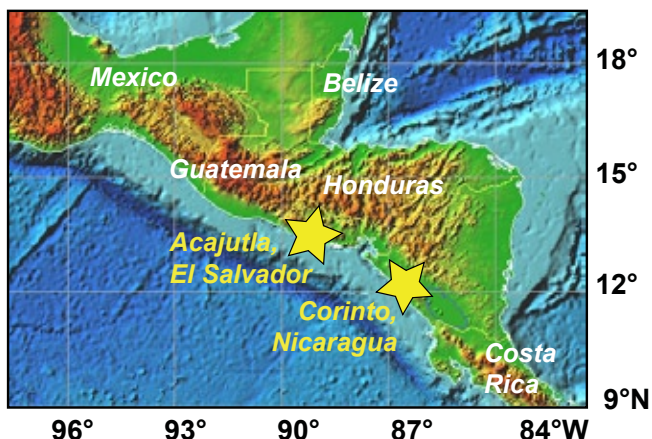 18°
Mexico
Belize
15°
Guatemala
Honduras
Acajutla,
El Salvador
12°
Corinto,
Nicaragua
Costa
Rica
9°N
96°
93°
90°
87°
84°W